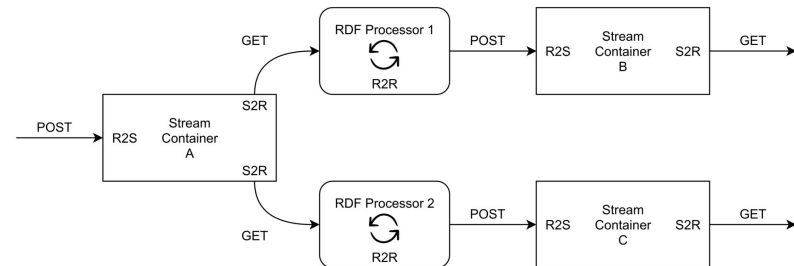 POST
R2S
Stream
Container
A
S2R
S2R
GET
RDF Processor 1
R2R
POST
R2S
Stream
Container
B
S2R
GET
GET
RDF Processor 2
R2R
POST
R2S
Stream
Container
C
S2R
GET